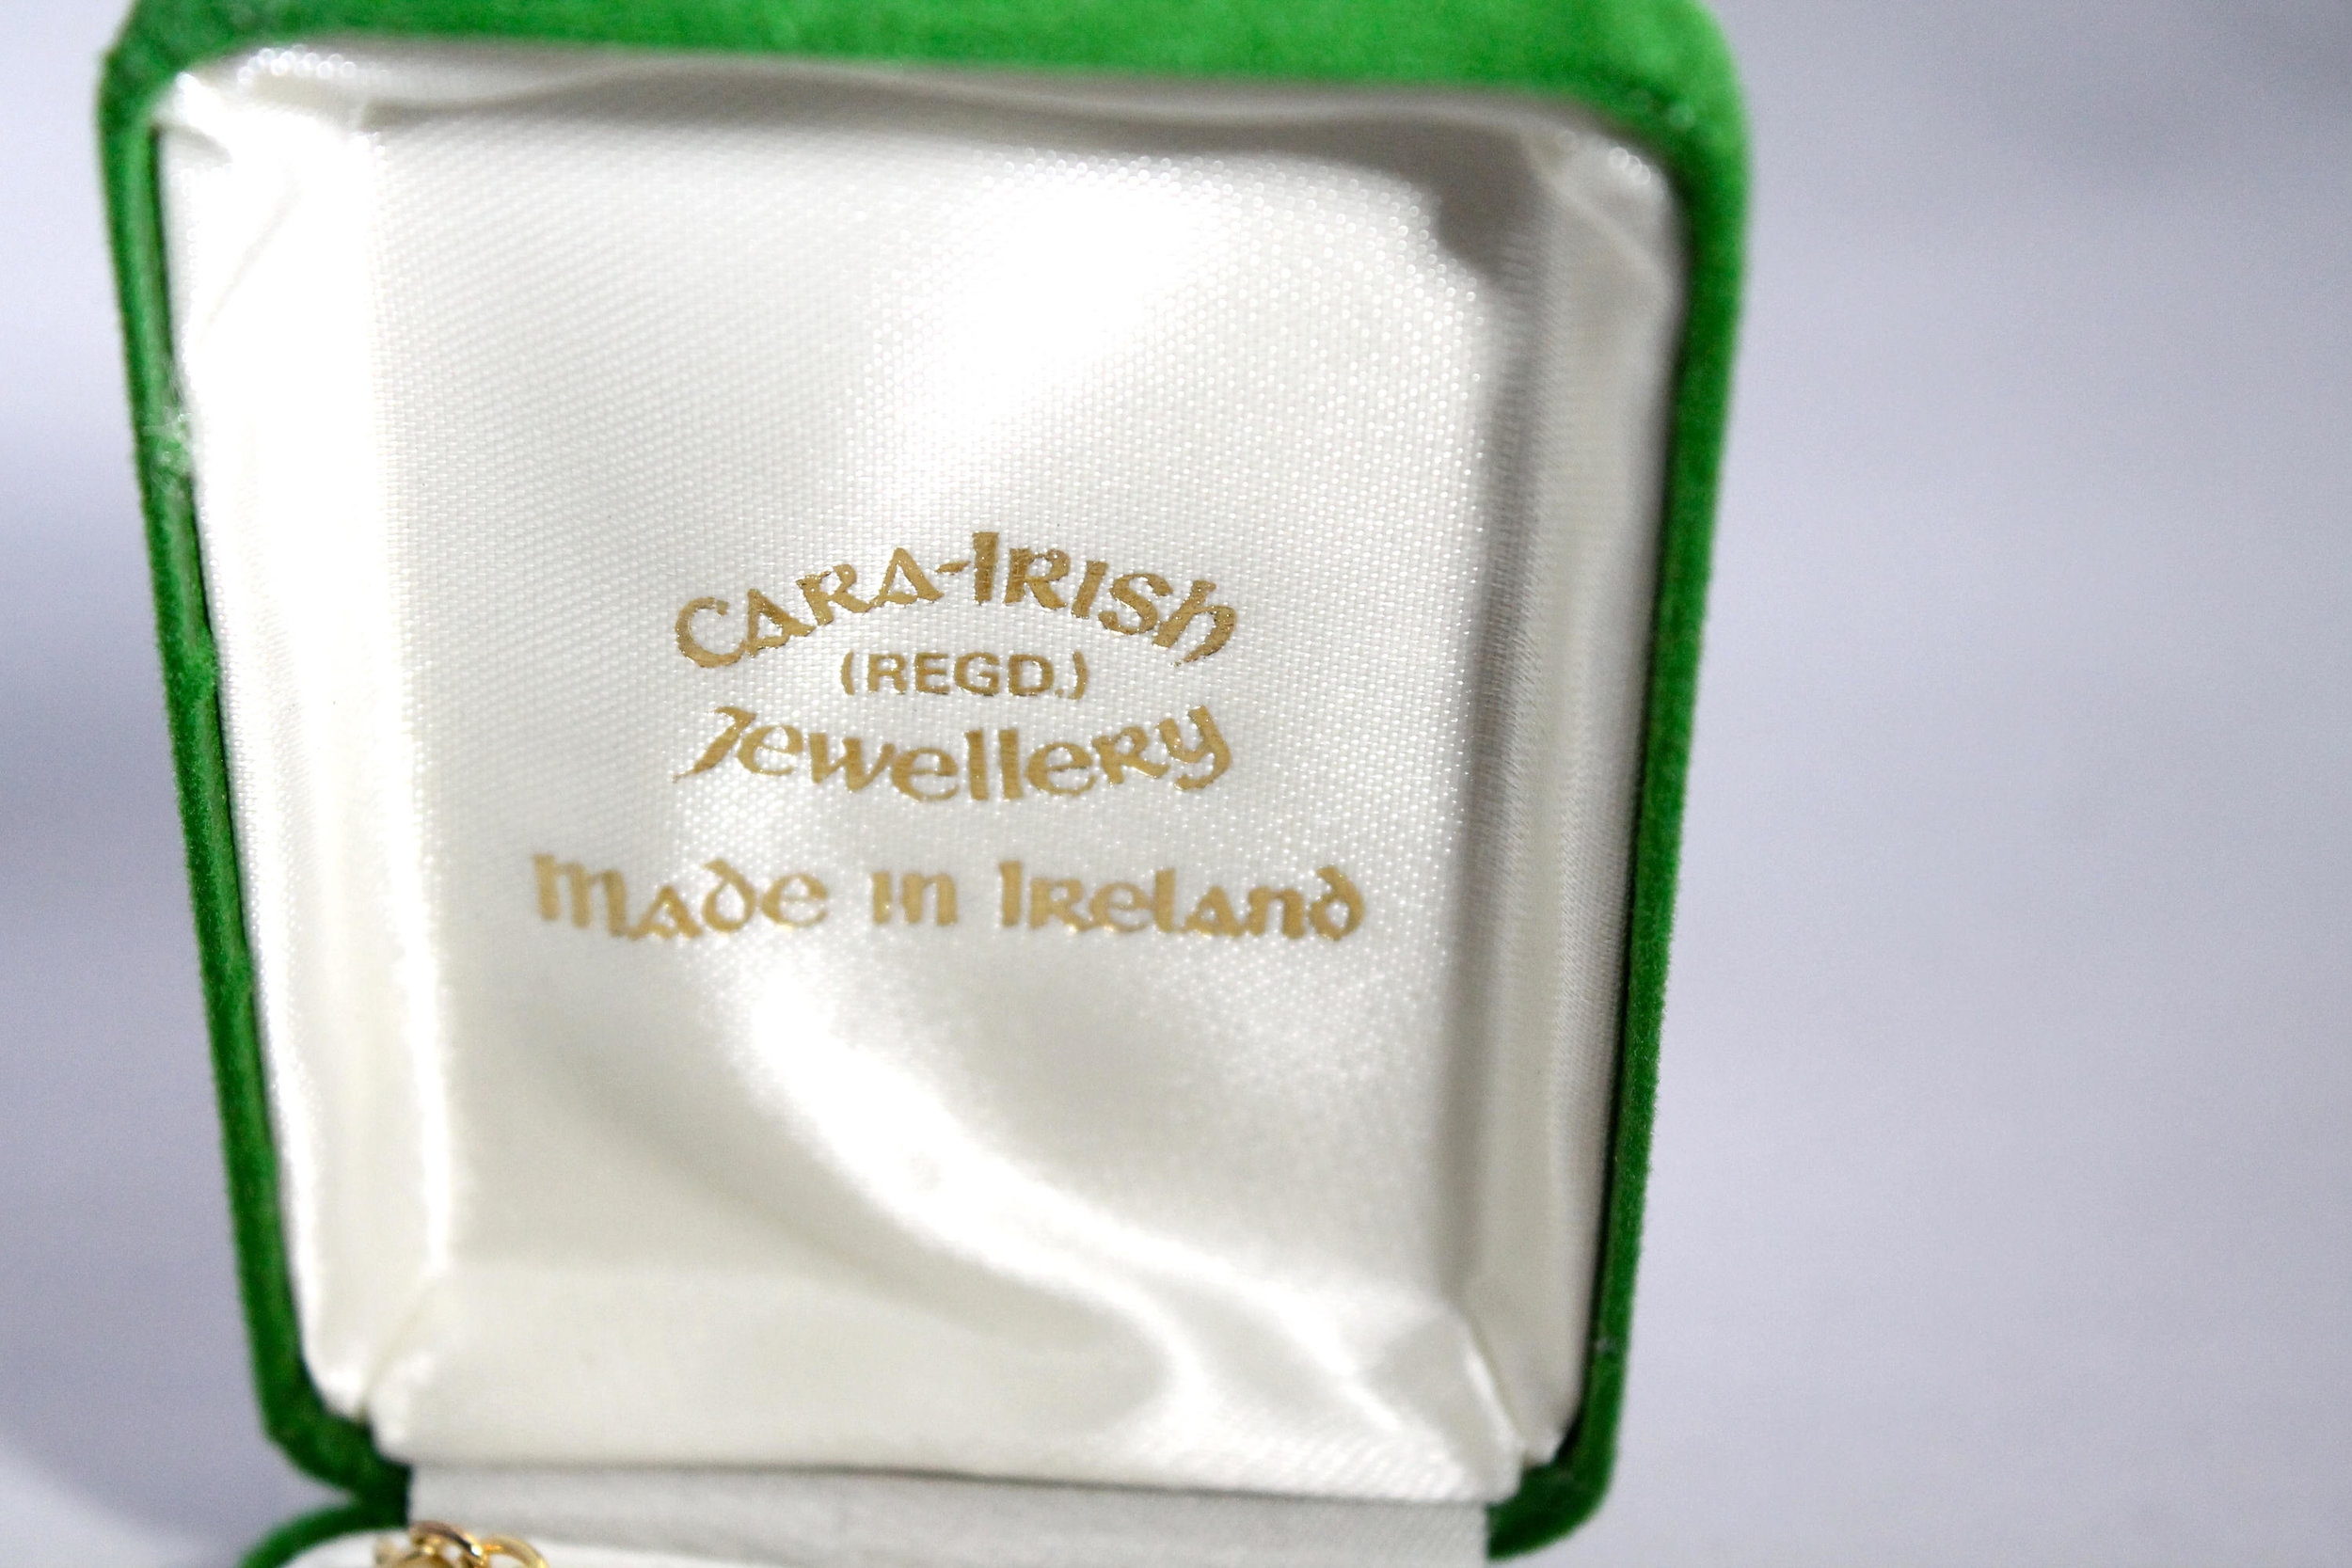 CARA-IRISh
(REGD.)
Jewellery
Made in Ireland